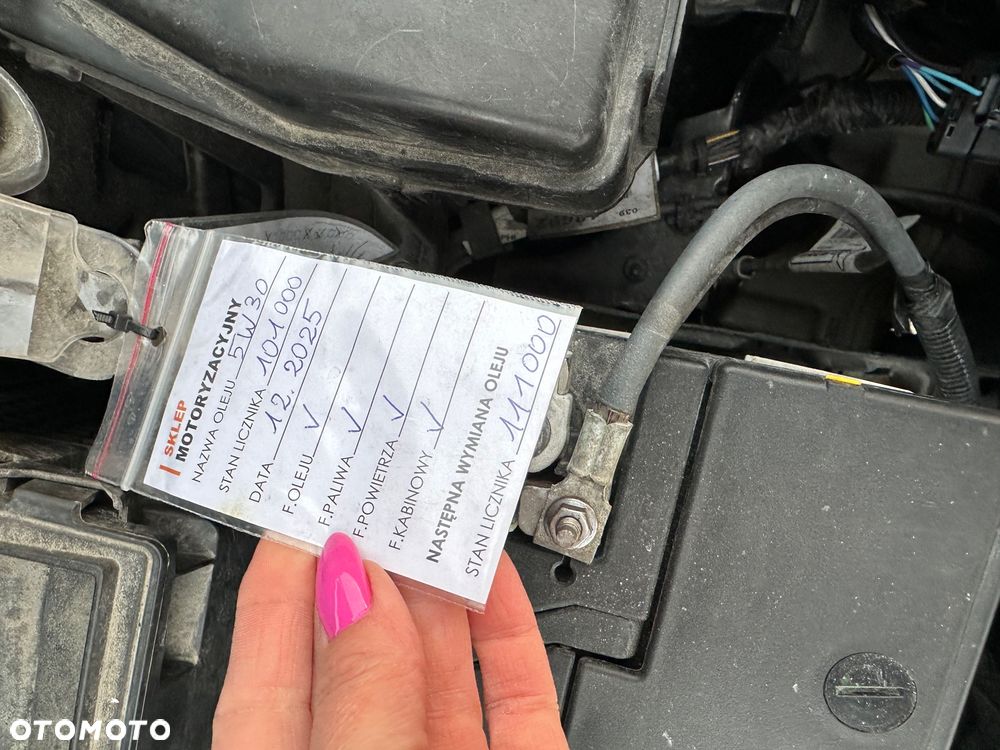 SKLEP
MOTORYZACYJNY
NAZWA OLEJU 5W30
STAN LICZNIKA 101000
DATA 12.2025
F.OLEJU ✓
F.PALIWA ✓
F.POWIETRZA ✓
F.KABINOWY ✓
NASTĘPNA WYMIANA OLEJU
STAN LICZNIKA 111000
039
OTOMOTO